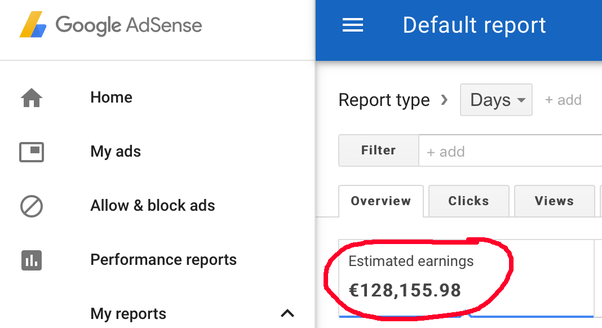 Google AdSense
Home
My ads
Allow & block ads
Performance reports
My reports
Default report
Report type > Days + add
Filter + add
Overview Clicks Views
Estimated earnings
€128,155.98